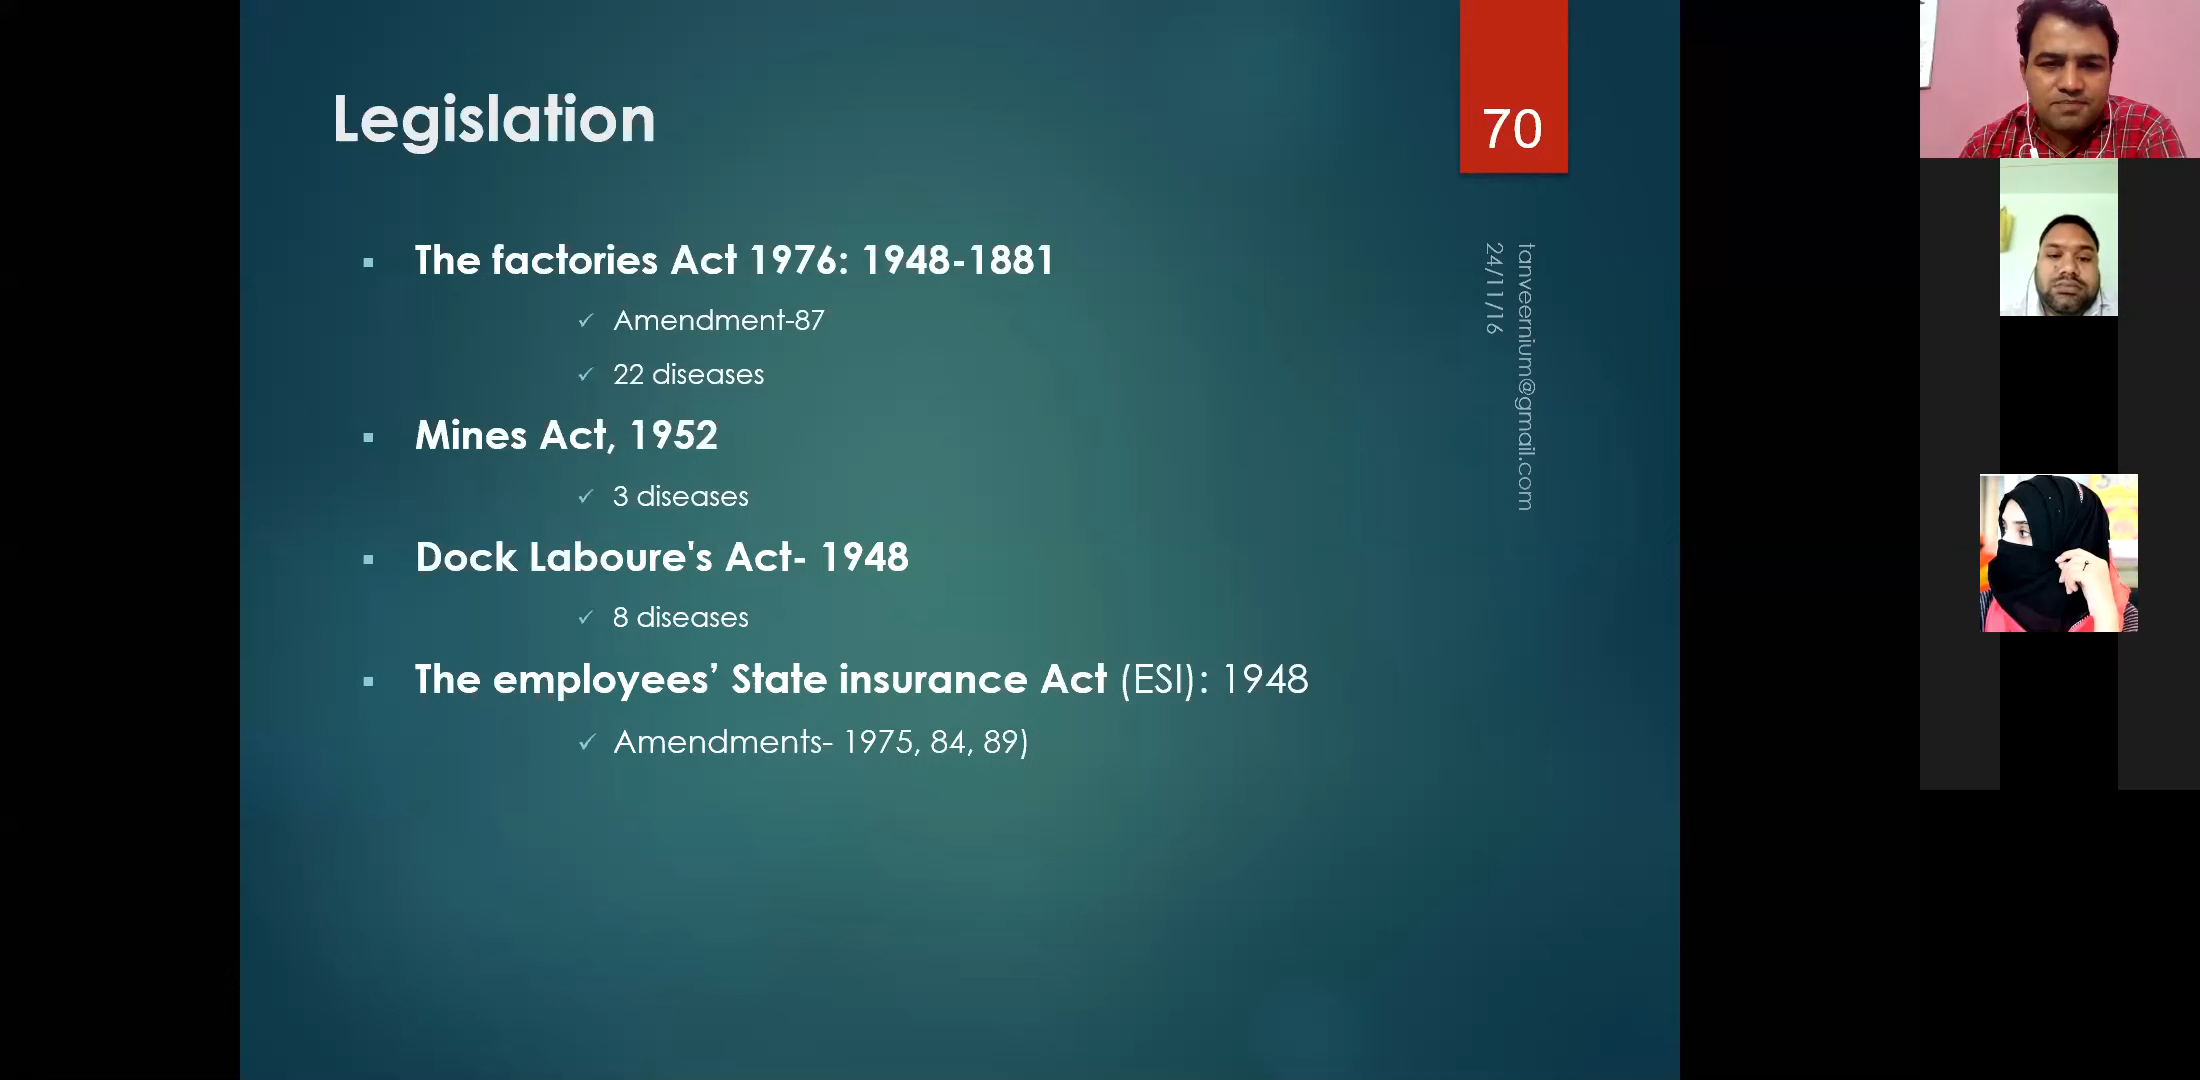 Legislation
70
▪ The factories Act 1976: 1948-1881
✓ Amendment-87
✓ 22 diseases
▪ Mines Act, 1952
✓ 3 diseases
▪ Dock Laboure's Act- 1948
✓ 8 diseases
▪ The employees’ State insurance Act (ESI): 1948
✓ Amendments- 1975, 84, 89)
tanveernium@gmail.com
24/11/16